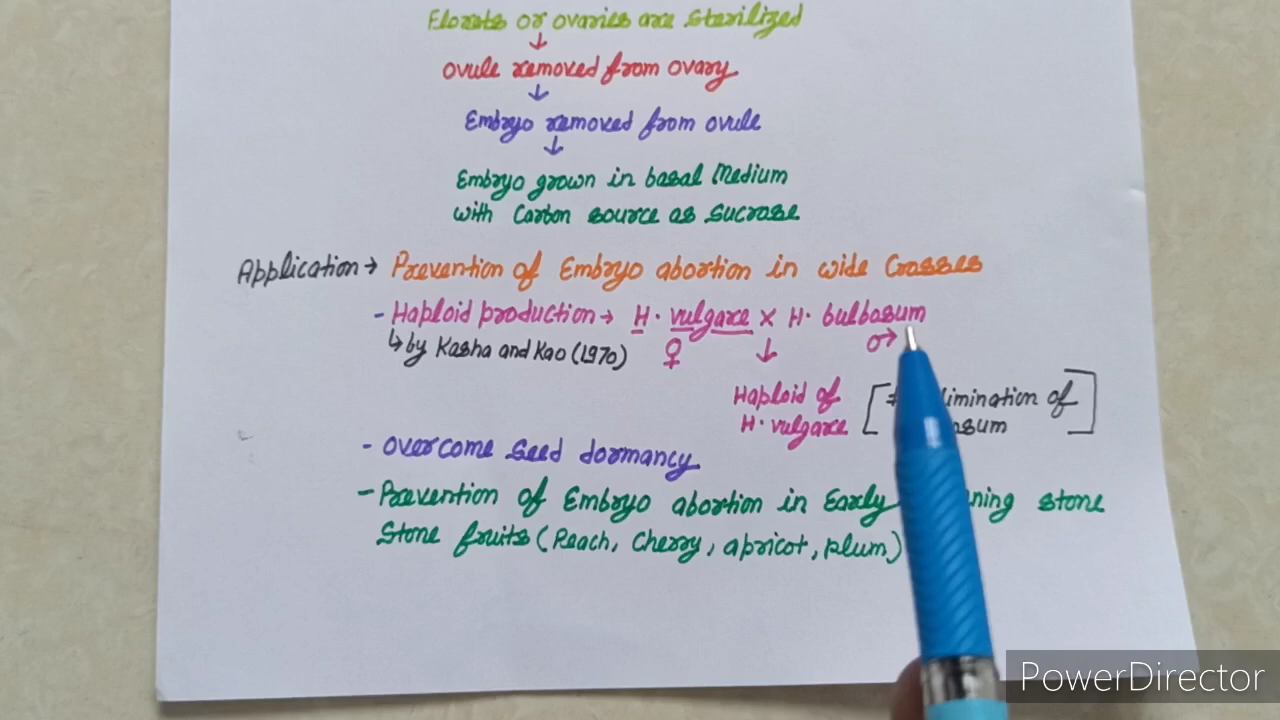 Florets or ovaries are sterilized
↓
Ovule removed from ovary
↓
Embryo removed from ovule
↓
Embryo grown in basal Medium
with Carbon source as Sucrose
Application → Prevention of Embryo abortion in wide Crosses
- Haploid production → H. vulgare x H. bulbosum
↳ by Kasha and Kao (1970) ♀ ↓ ♂
Haploid of
H. vulgare
limination of
- Overcome Seed dormancy
- Prevention of Embryo abortion in Early stone
Stone fruits (Peach, Cherry, apricot, plum)
PowerDirector